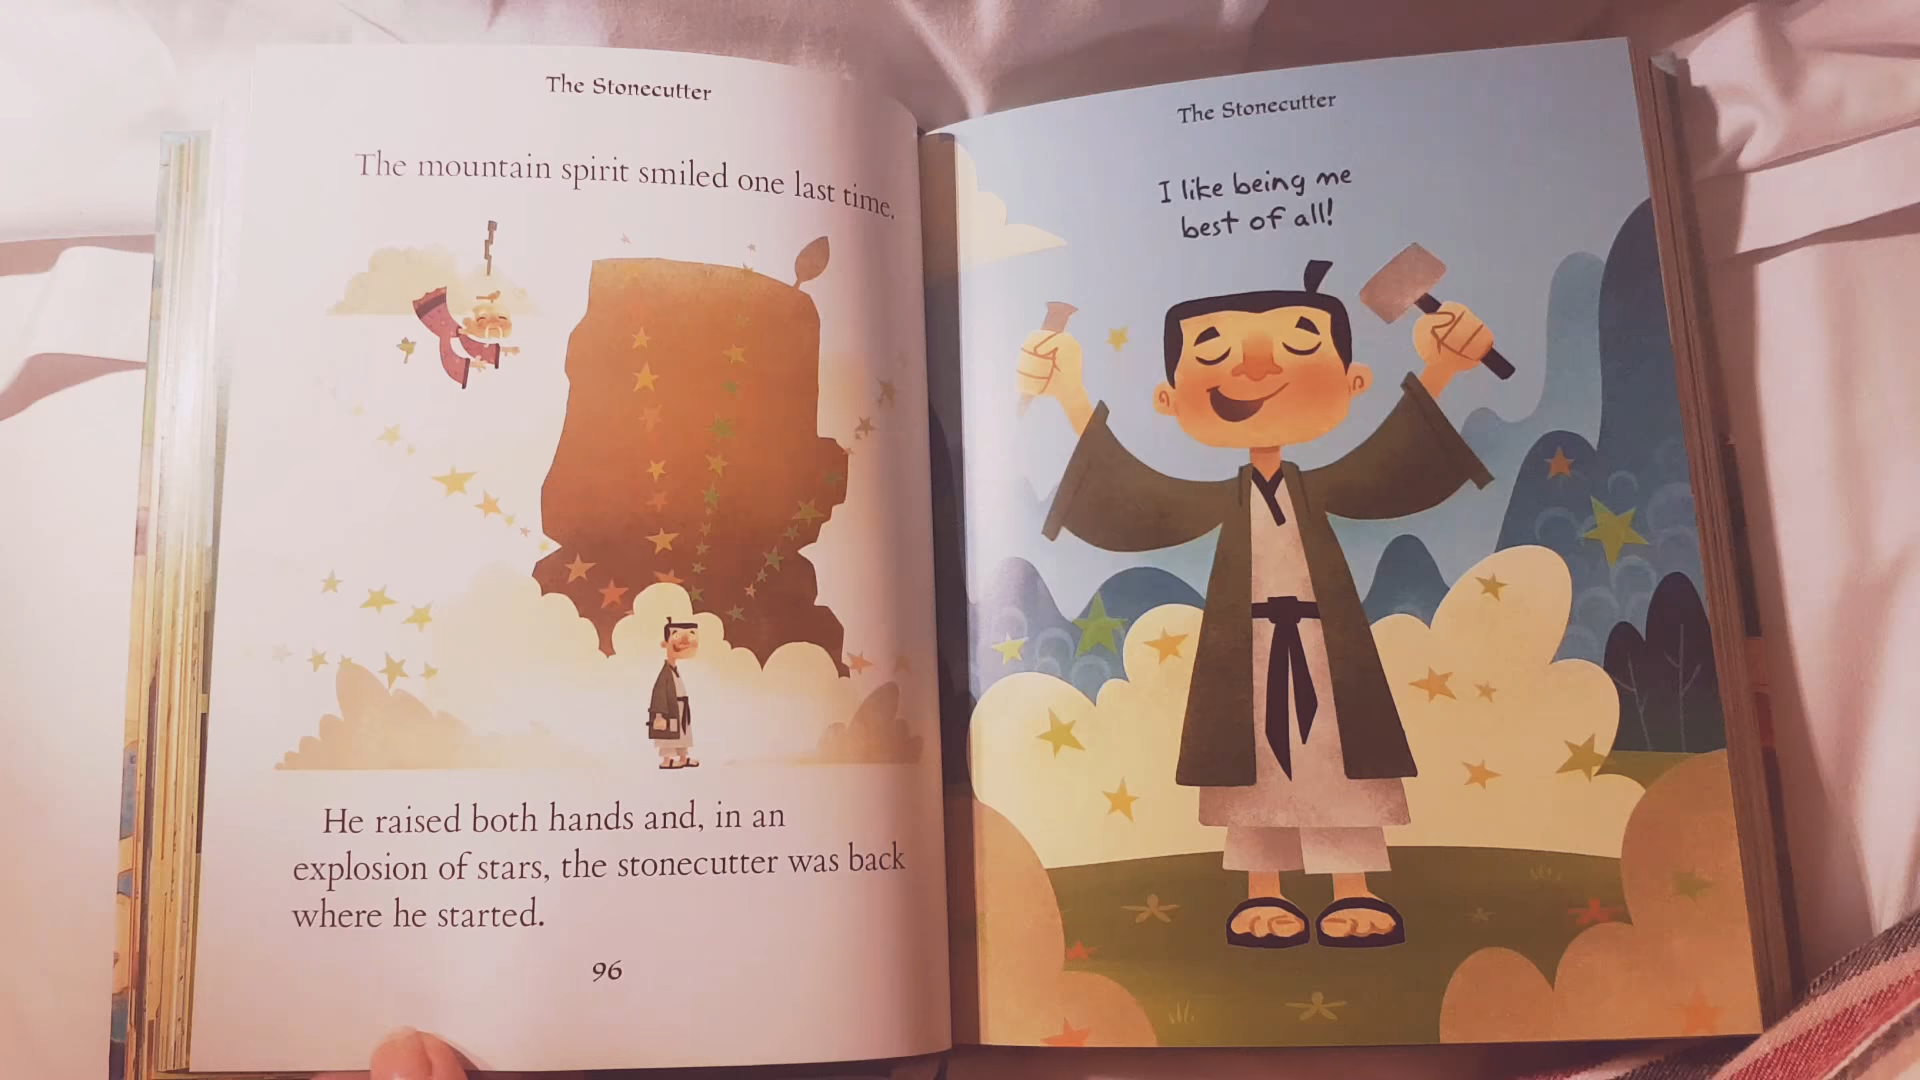 The Stonecutter
The mountain spirit smiled one last time.
He raised both hands and, in an
explosion of stars, the stonecutter was back
where he started.
96
The Stonecutter
I like being me
best of all!